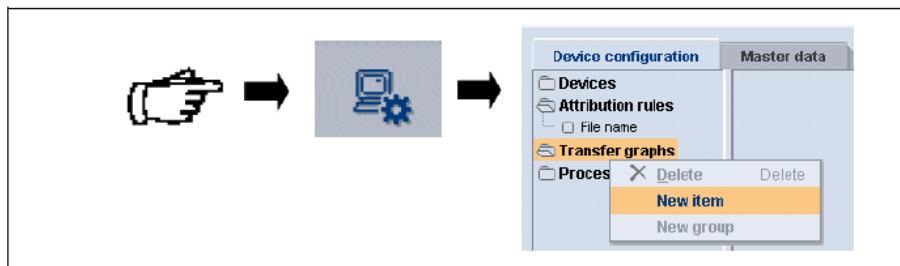 Device configuration Master data
Devices
Attribution rules
File name
Transfer graphs
Proces
Delete Delete
New item
New group